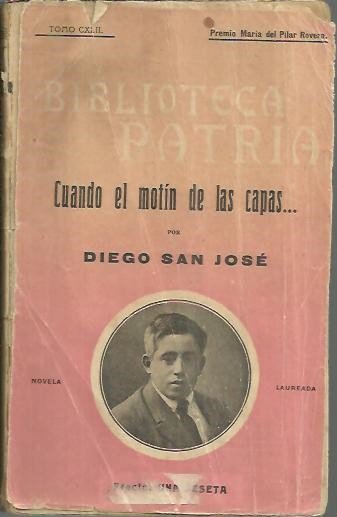 TOMO CXLII.
Premio María del Pilar Rovera.
BIBLIOTECA
PATRIA
Cuando el motín de las capas...
POR
DIEGO SAN JOSÉ
NOVELA
LAUREADA
Precio: UNA PESETA